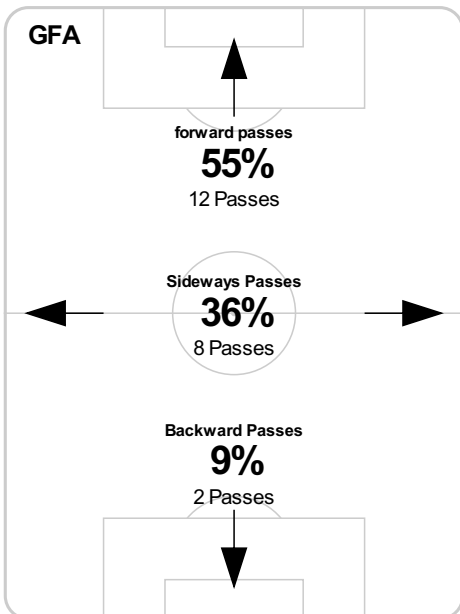 GFA
forward passes
55%
12 Passes
Sideways Passes
36%
8 Passes
Backward Passes
9%
2 Passes